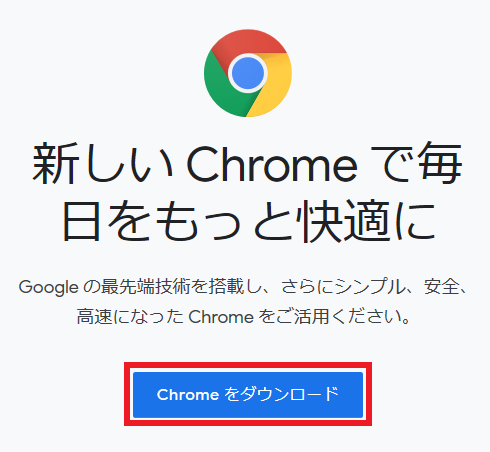 新しい Chrome で毎
日をもっと快適に
Google の最先端技術を搭載し、さらにシンプル、安全、
高速になった Chrome をご活用ください。
Chrome をダウンロード